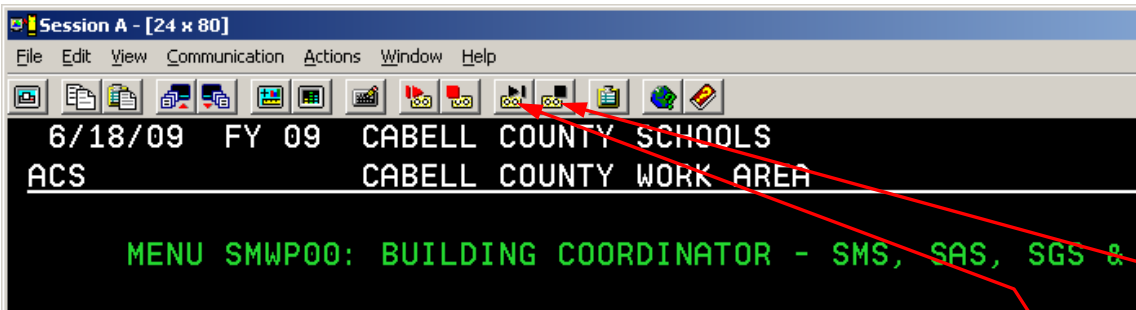 Session A - [24 x 80]
File Edit View Communication Actions Window Help
6/18/09 FY 09 CABELL COUNTY SCHOOLS
ACS CABELL COUNTY WORK AREA
MENU SMWP00: BUILDING COORDINATOR - SMS, SAS, SGS &